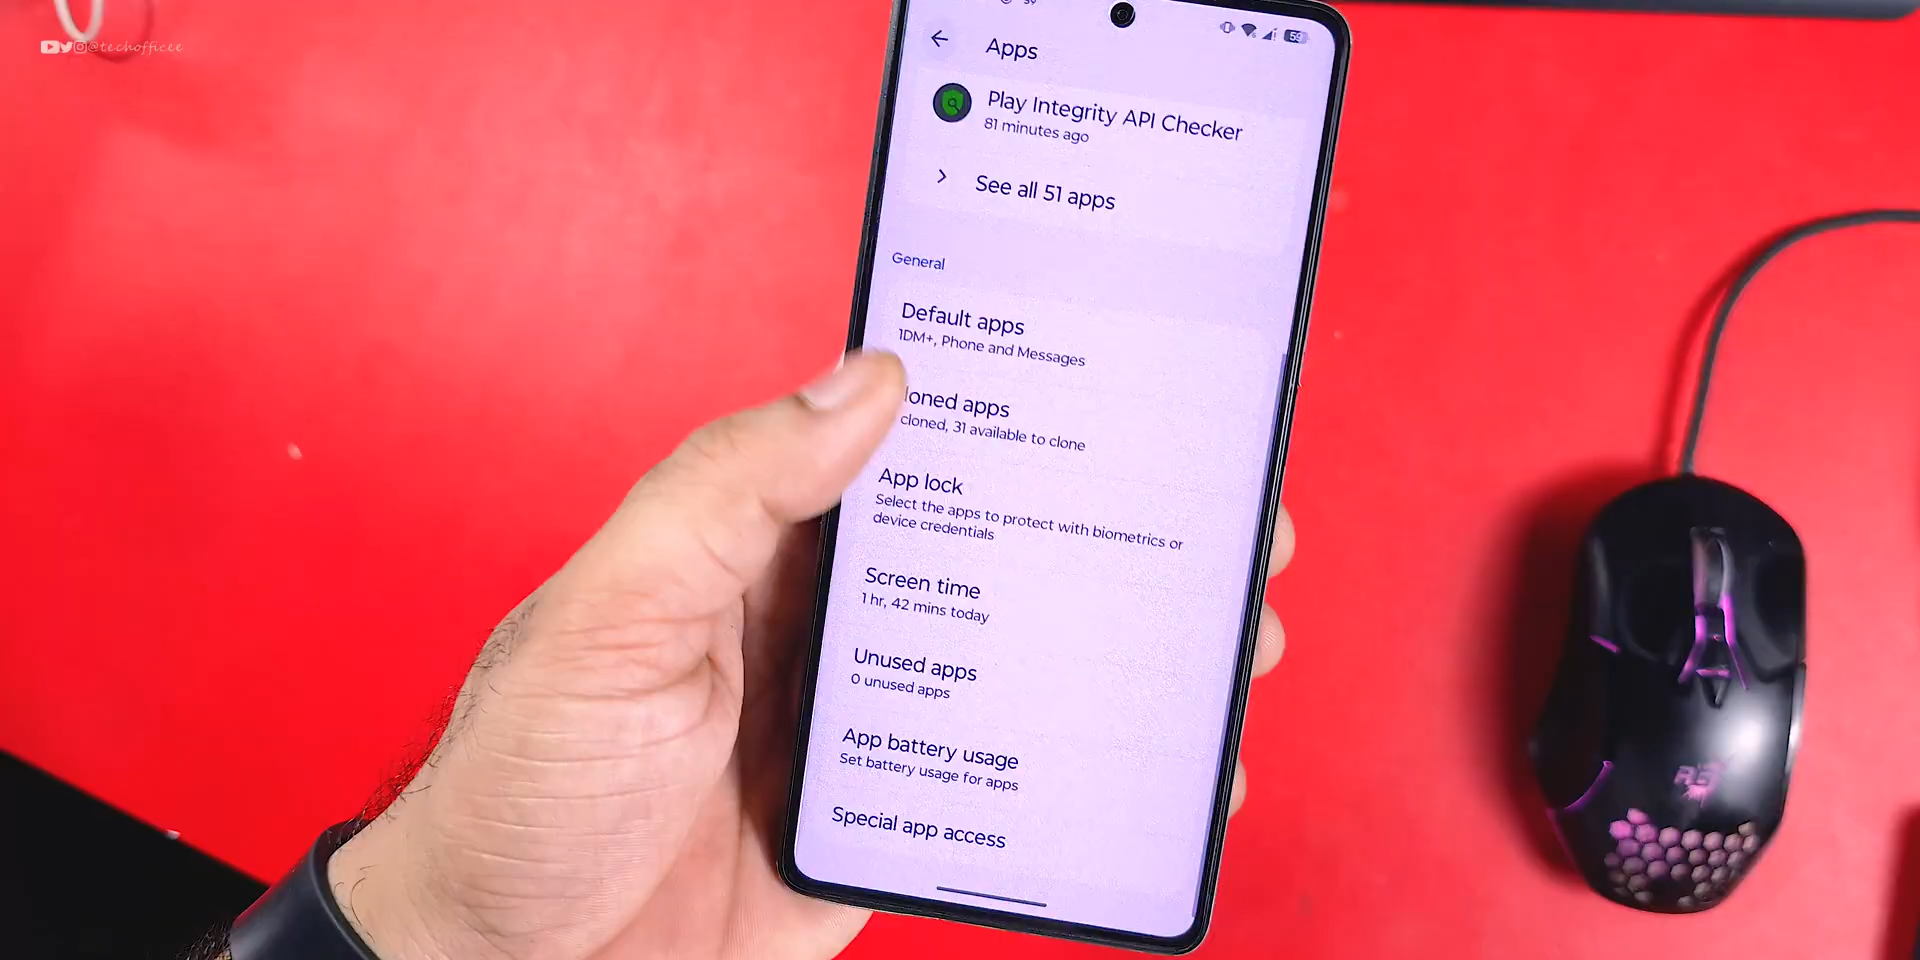 @techofficee
59
Apps
Play Integrity API Checker
81 minutes ago
See all 51 apps
General
Default apps
1DM+, Phone and Messages
loned apps
cloned, 31 available to clone
App lock
Select the apps to protect with biometrics or
device credentials
Screen time
1 hr, 42 mins today
Unused apps
0 unused apps
App battery usage
Set battery usage for apps
Special app access